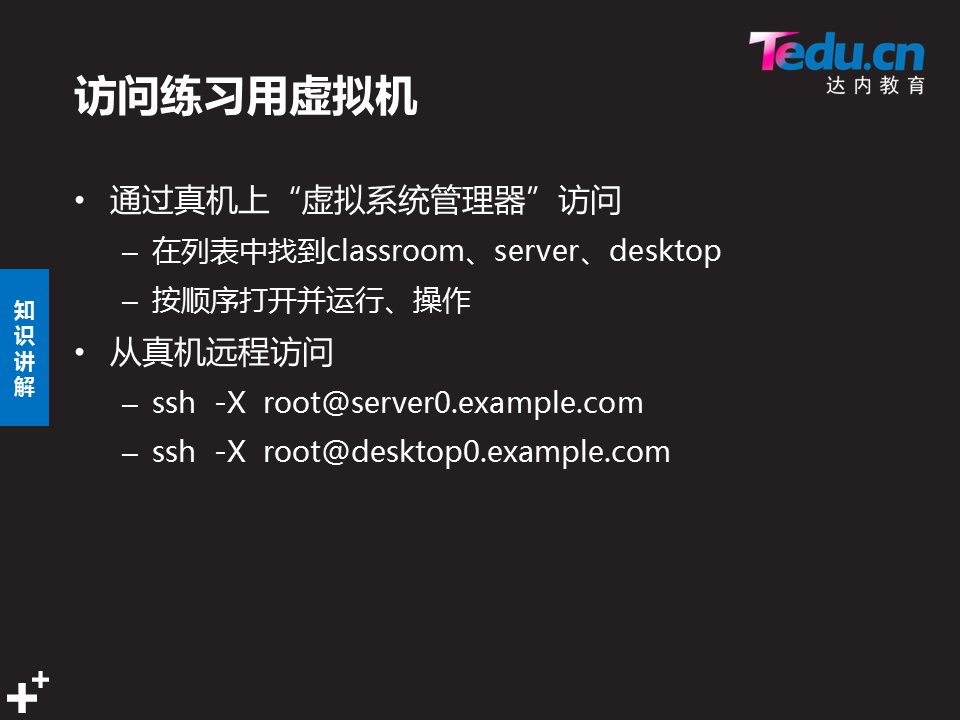 Tedu.cn
达内教育
访问练习用虚拟机
• 通过真机上“虚拟系统管理器”访问
– 在列表中找到classroom、server、desktop
– 按顺序打开并运行、操作
• 从真机远程访问
– ssh -X root@server0.example.com
– ssh -X root@desktop0.example.com
知识讲解